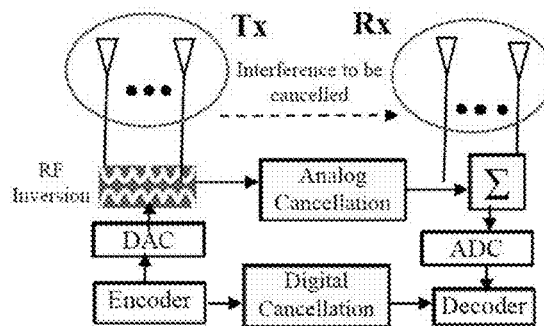 Tx
Rx
Interference to be
cancelled
RF
Inversion
Analog
Cancellation
Σ
DAC
ADC
Encoder
Digital
Cancellation
Decoder